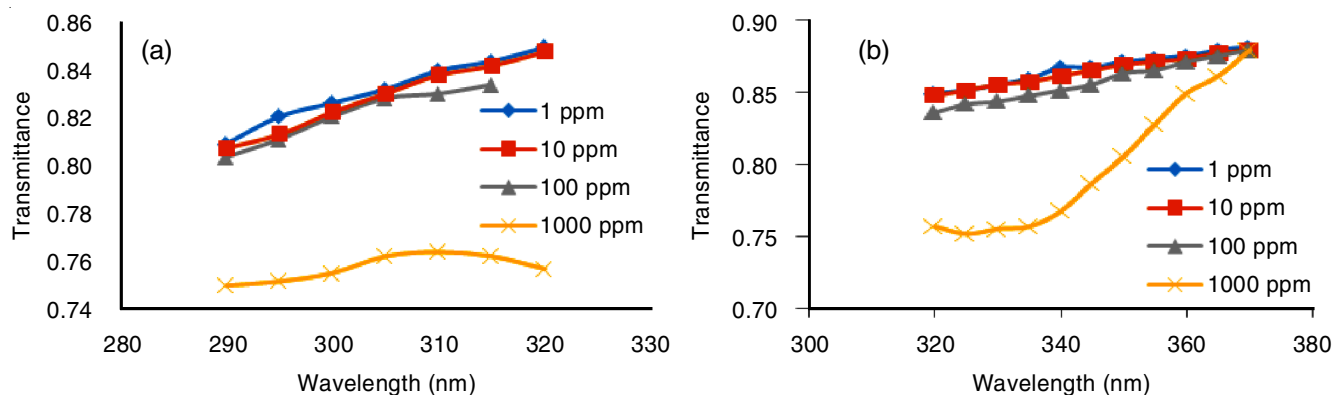 (a)
Transmittance
0.86
0.84
0.82
0.80
0.78
0.76
0.74
280 290 300 310 320 330
Wavelength (nm)
1 ppm
10 ppm
100 ppm
1000 ppm
(b)
Transmittance
0.90
0.85
0.80
0.75
0.70
300 320 340 360 380
Wavelength (nm)
1 ppm
10 ppm
100 ppm
1000 ppm